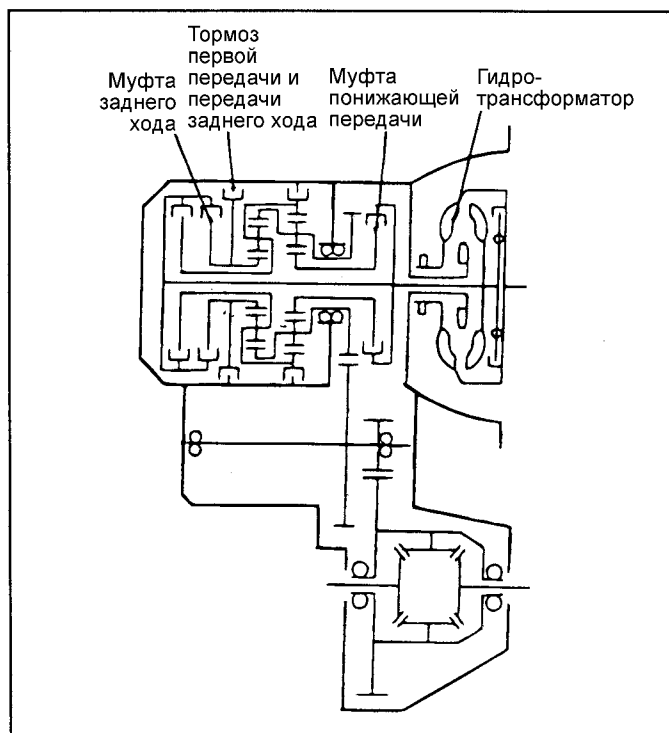 Муфта
заднего
хода
Тормоз
первой
передачи и
передачи
заднего хода
Муфта
понижающей
передачи
Гидро-
трансформатор